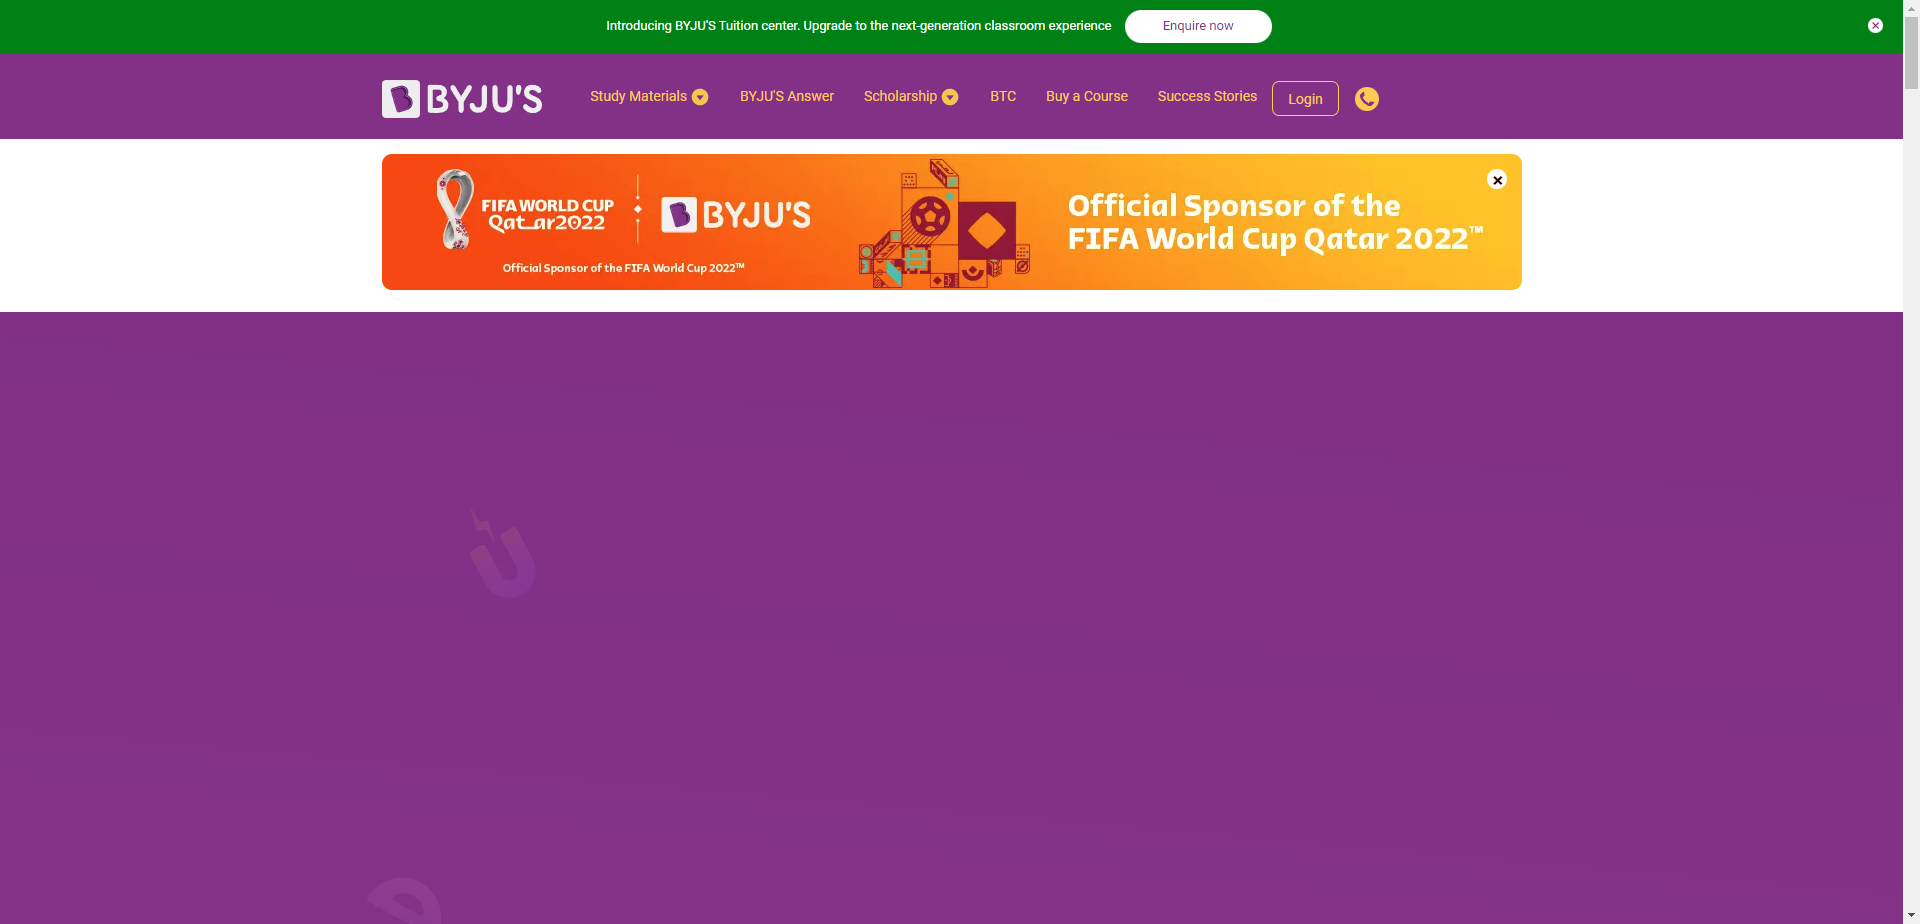 Introducing BYJU'S Tuition center. Upgrade to the next-generation classroom experience Enquire now
BYJU'S Study Materials BYJU'S Answer Scholarship BTC Buy a Course Success Stories Login
FIFA WORLD CUP
Qatar2022
BYJU'S
Official Sponsor of the FIFA World Cup 2022™
Official Sponsor of the
FIFA World Cup Qatar 2022™